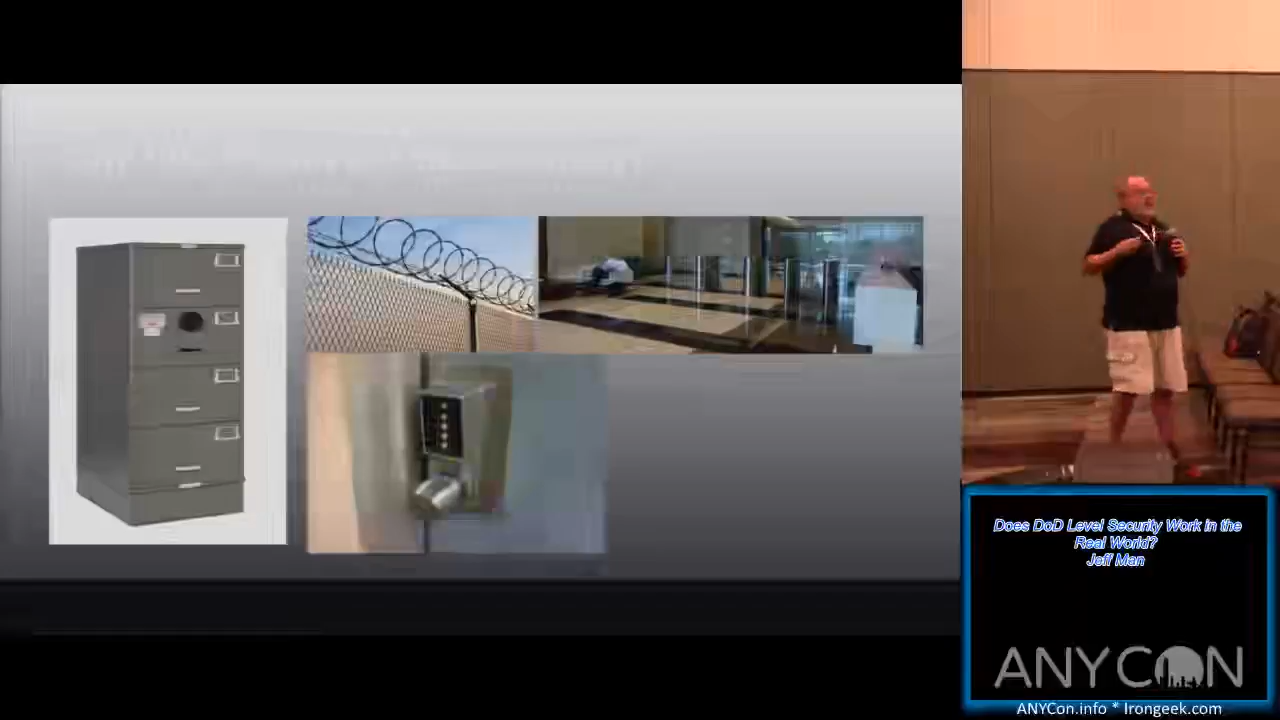 Does DoD Level Security Work in the
Real World?
Jeff Man
ANYCON
ANYCon.info * Irongeek.com